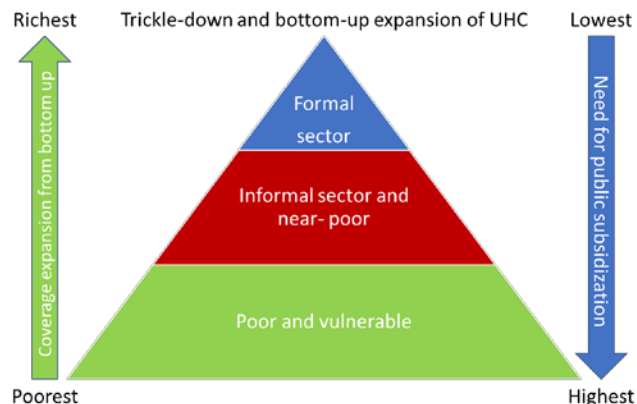 Richest
Trickle-down and bottom-up expansion of UHC
Lowest
Coverage expansion from bottom up
Formal
sector
Informal sector and
near- poor
Poor and vulnerable
Need for public subsidization
Poorest
Highest